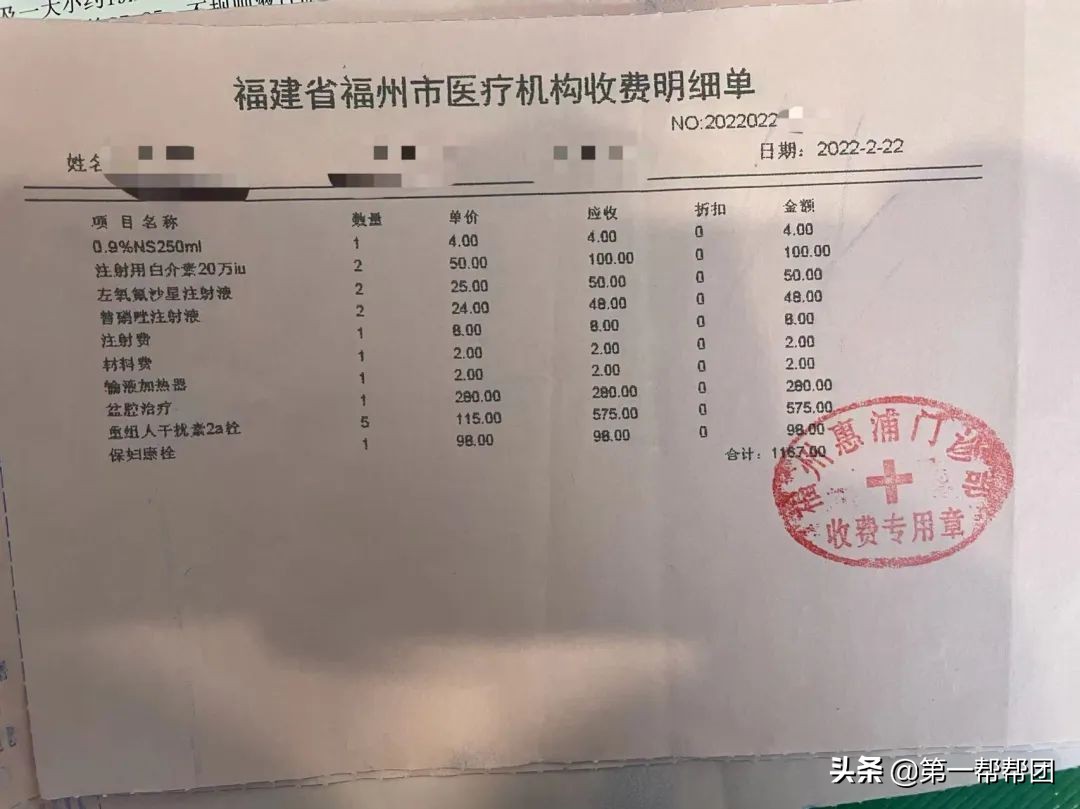 及一大小约
福建省福州市医疗机构收费明细单
NO:2022022
姓名
日期：2022-2-22
项目名称 数量 单价 应收 折扣 金额
0.9%NS250ml 1 4.00 4.00 0 4.00
注射用白介素20万iu 2 50.00 100.00 0 100.00
左氧氟沙星注射液 2 25.00 50.00 0 50.00
替硝唑注射液 2 24.00 48.00 0 48.00
注射费 1 8.00 8.00 0 8.00
材料费 1 2.00 2.00 0 2.00
输液加热器 1 2.00 2.00 0 2.00
盆腔治疗 1 280.00 280.00 0 280.00
重组人干扰素2a栓 5 115.00 575.00 0 575.00
保妇康栓 1 98.00 98.00 0 98.00
合计：1167.00
福州惠浦门诊部
收费专用章
头条 @第一帮帮团